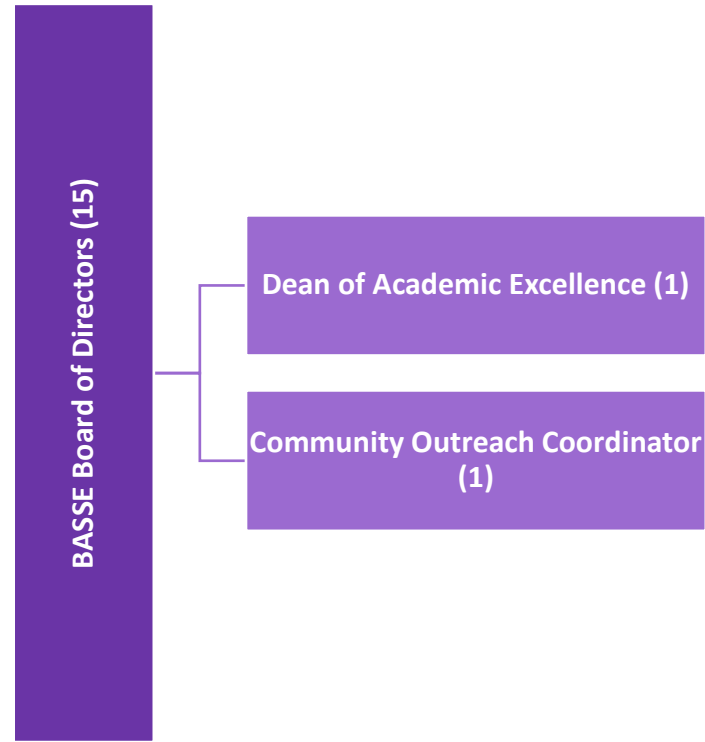 BASSE Board of Directors (15)
Dean of Academic Excellence (1)
Community Outreach Coordinator
(1)